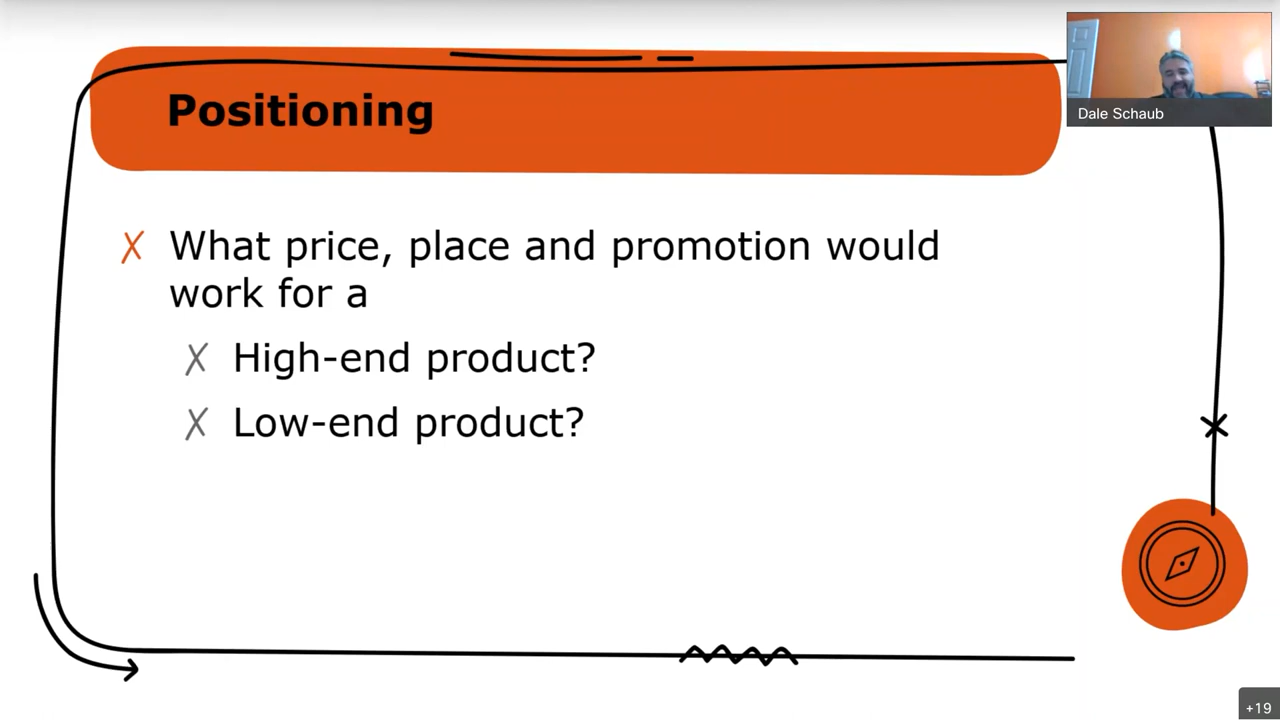 Positioning
What price, place and promotion would
work for a
High-end product?
Low-end product?
Dale Schaub
+19